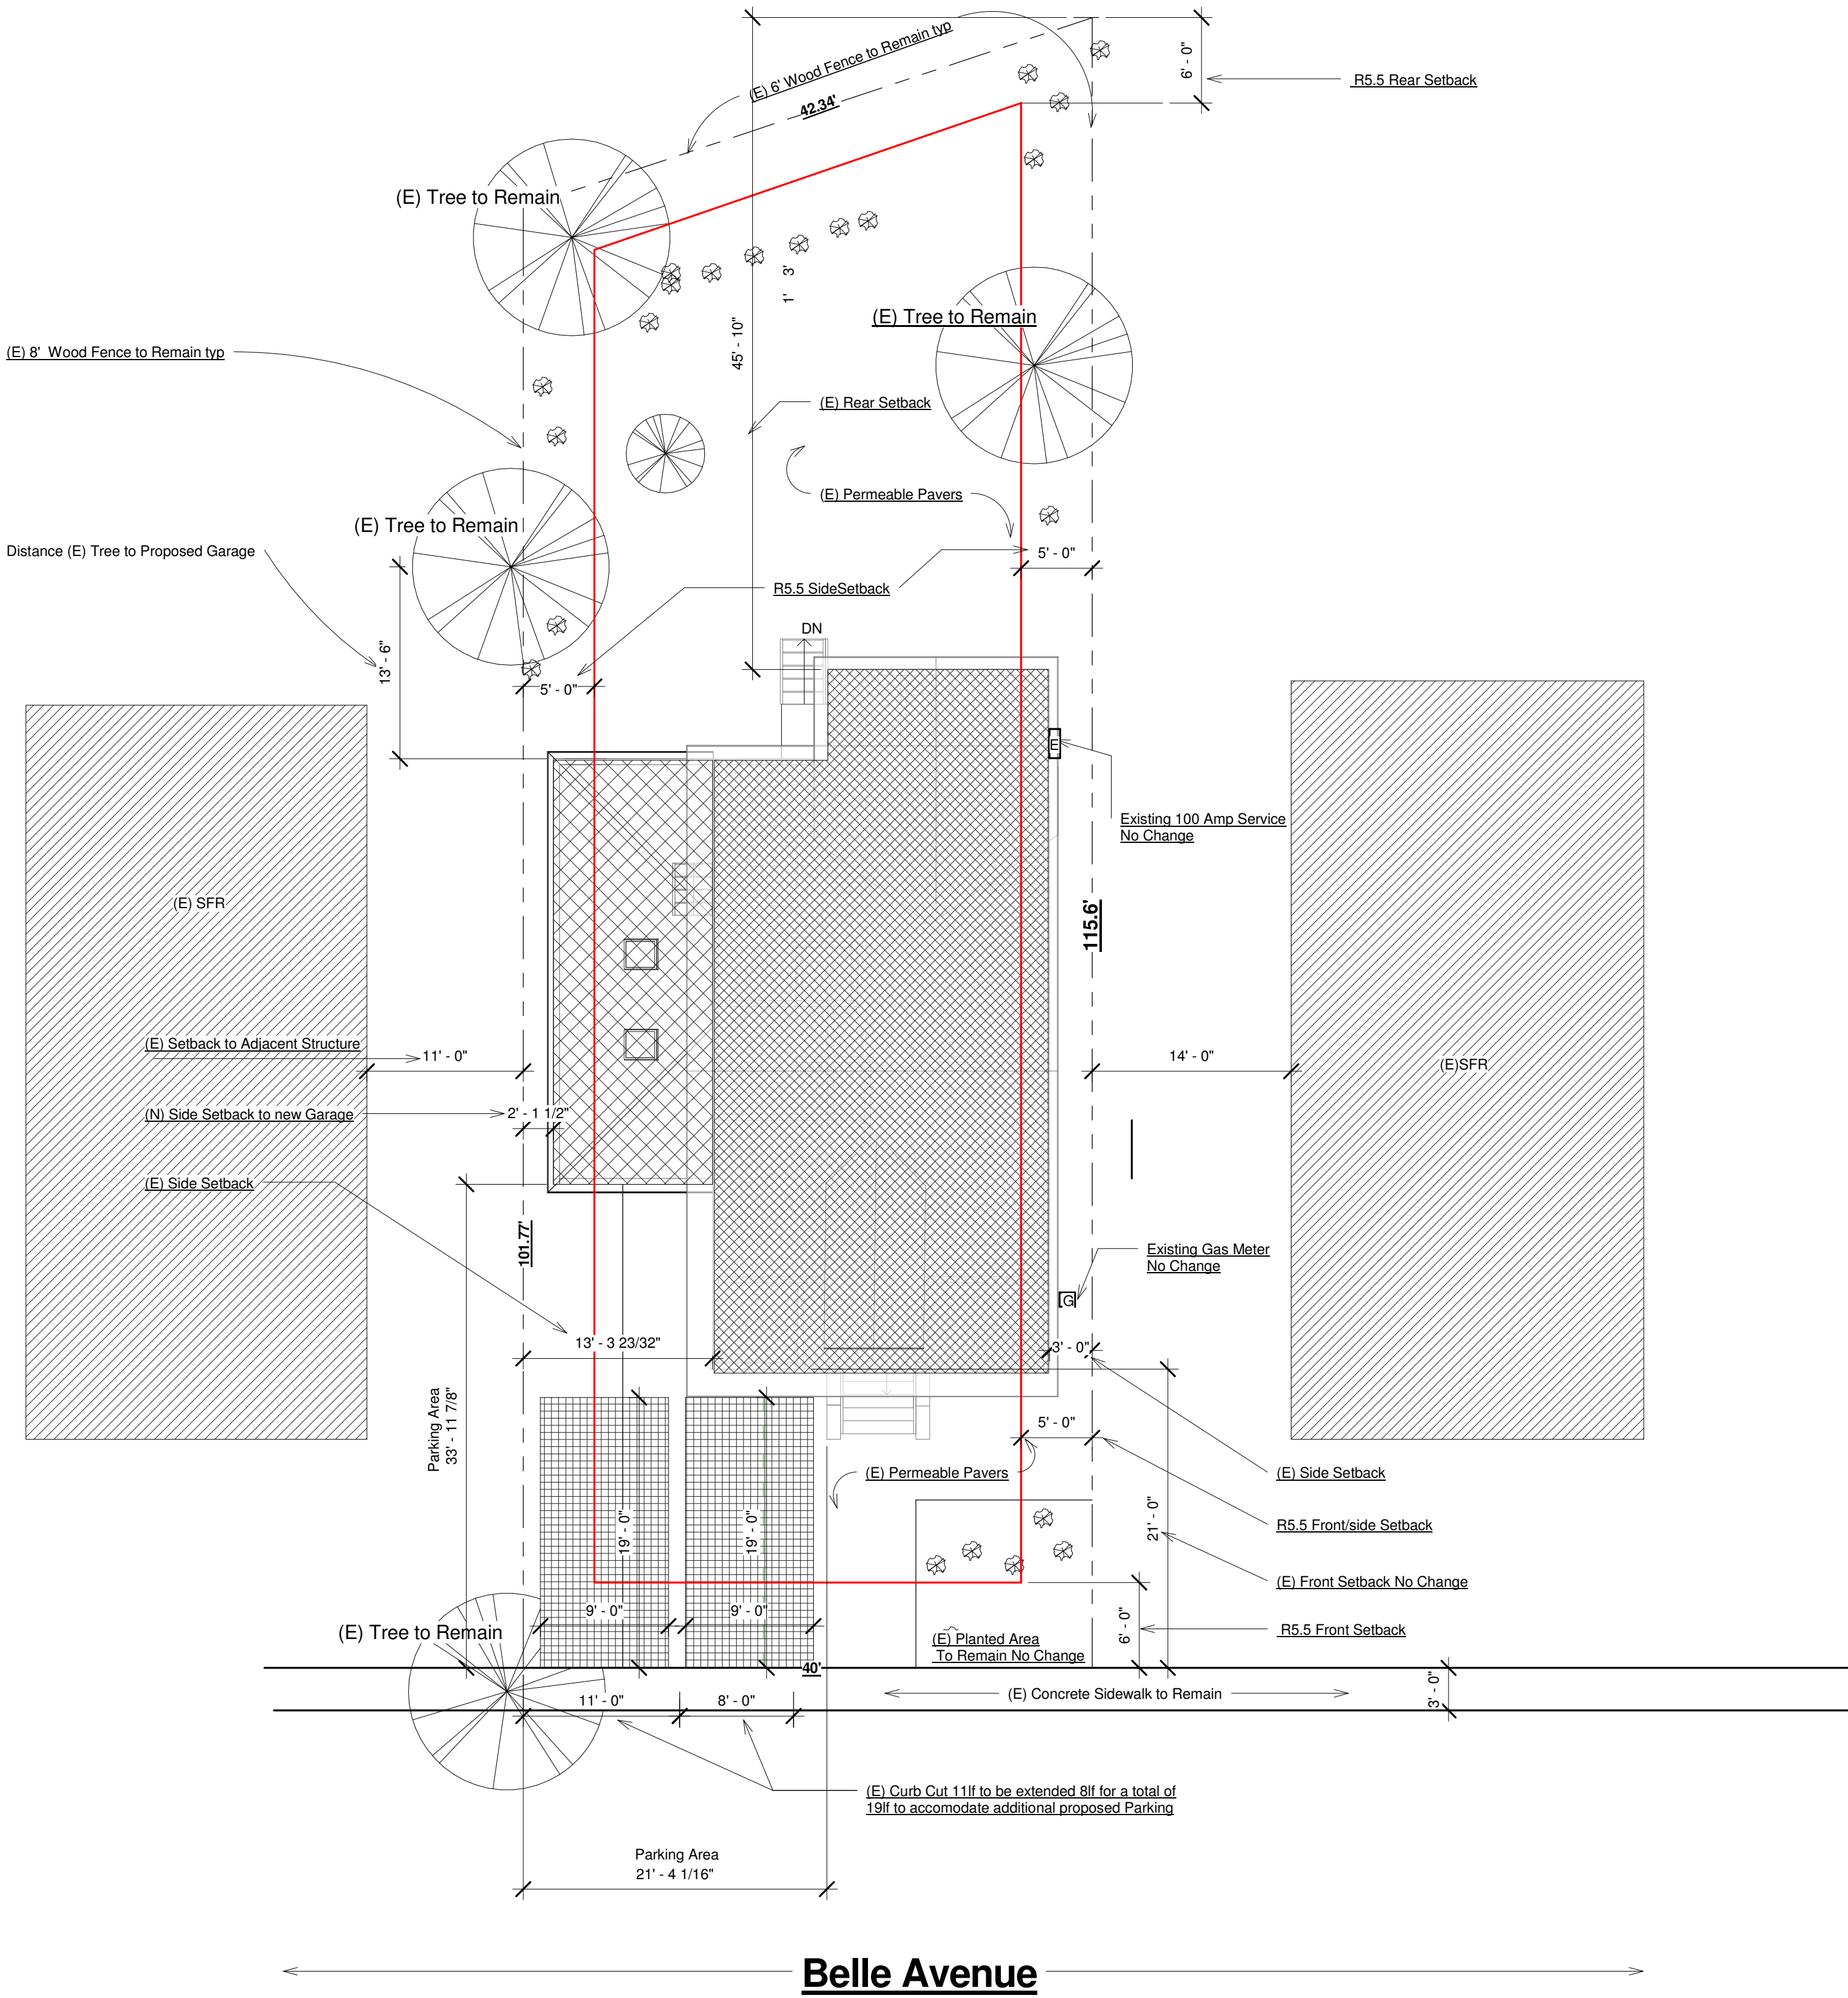 (E) 6' Wood Fence to Remain typ
42.34'
6' - 0"
R5.5 Rear Setback
(E) Tree to Remain
3'
1'
(E) Tree to Remain
45' - 10"
(E) 8'  Wood Fence to Remain typ
(E) Rear Setback
(E) Permeable Pavers
(E) Tree to Remain
Distance (E) Tree to Proposed Garage
5' - 0"
R5.5 SideSetback
DN
13' - 6"
5' - 0"
E
Existing 100 Amp Service
No Change
(E) SFR
115.6'
(E) Setback to Adjacent Structure
11' - 0"
14' - 0"
(E)SFR
(N) Side Setback to new Garage
2' - 1 1/2"
(E) Side Setback
101.77'
Existing Gas Meter
No Change
G
13' - 3 23/32"
3' - 0"
Parking Area
33' - 11 7/8"
5' - 0"
(E) Permeable Pavers
(E) Side Setback
19' - 0"
19' - 0"
21' - 0"
R5.5 Front/side Setback
(E) Front Setback No Change
9' - 0"
9' - 0"
6' - 0"
R5.5 Front Setback
(E) Tree to Remain
(E) Planted Area
To Remain No Change
40'
(E) Concrete Sidewalk to Remain
3' - 0"
11' - 0"
8' - 0"
(E) Curb Cut 11lf to be extended 8lf for a total of
19lf to accomodate additional proposed Parking
Parking Area
21' - 4 1/16"
Belle Avenue